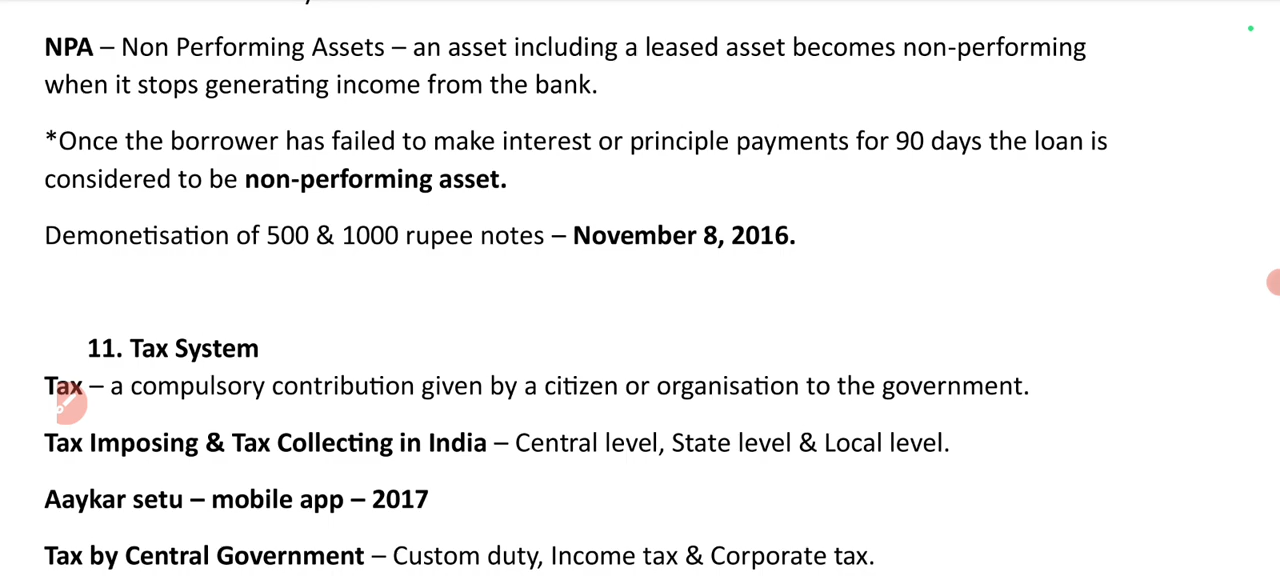 NPA – Non Performing Assets – an asset including a leased asset becomes non-performing
when it stops generating income from the bank.
*Once the borrower has failed to make interest or principle payments for 90 days the loan is
considered to be non-performing asset.
Demonetisation of 500 & 1000 rupee notes – November 8, 2016.
11. Tax System
Tax – a compulsory contribution given by a citizen or organisation to the government.
Tax Imposing & Tax Collecting in India – Central level, State level & Local level.
Aaykar setu – mobile app – 2017
Tax by Central Government – Custom duty, Income tax & Corporate tax.